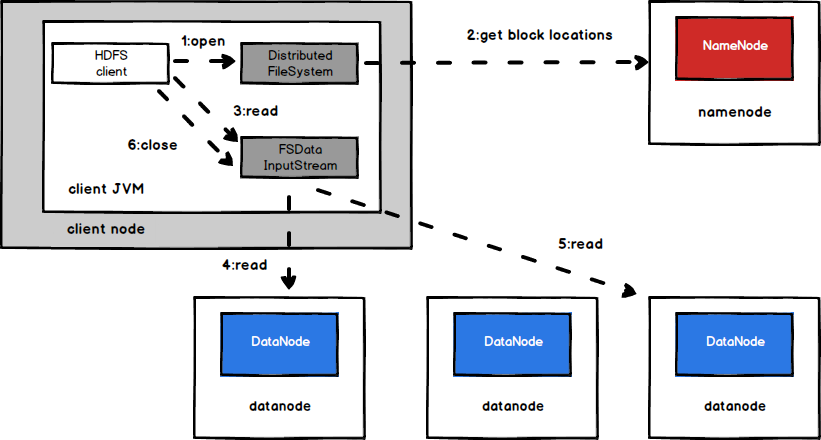 1:open
HDFS
client
Distributed
FileSystem
2:get block locations
NameNode
namenode
3:read
6:close
FSData
InputStream
client JVM
client node
4:read
5:read
DataNode
datanode
DataNode
datanode
DataNode
datanode